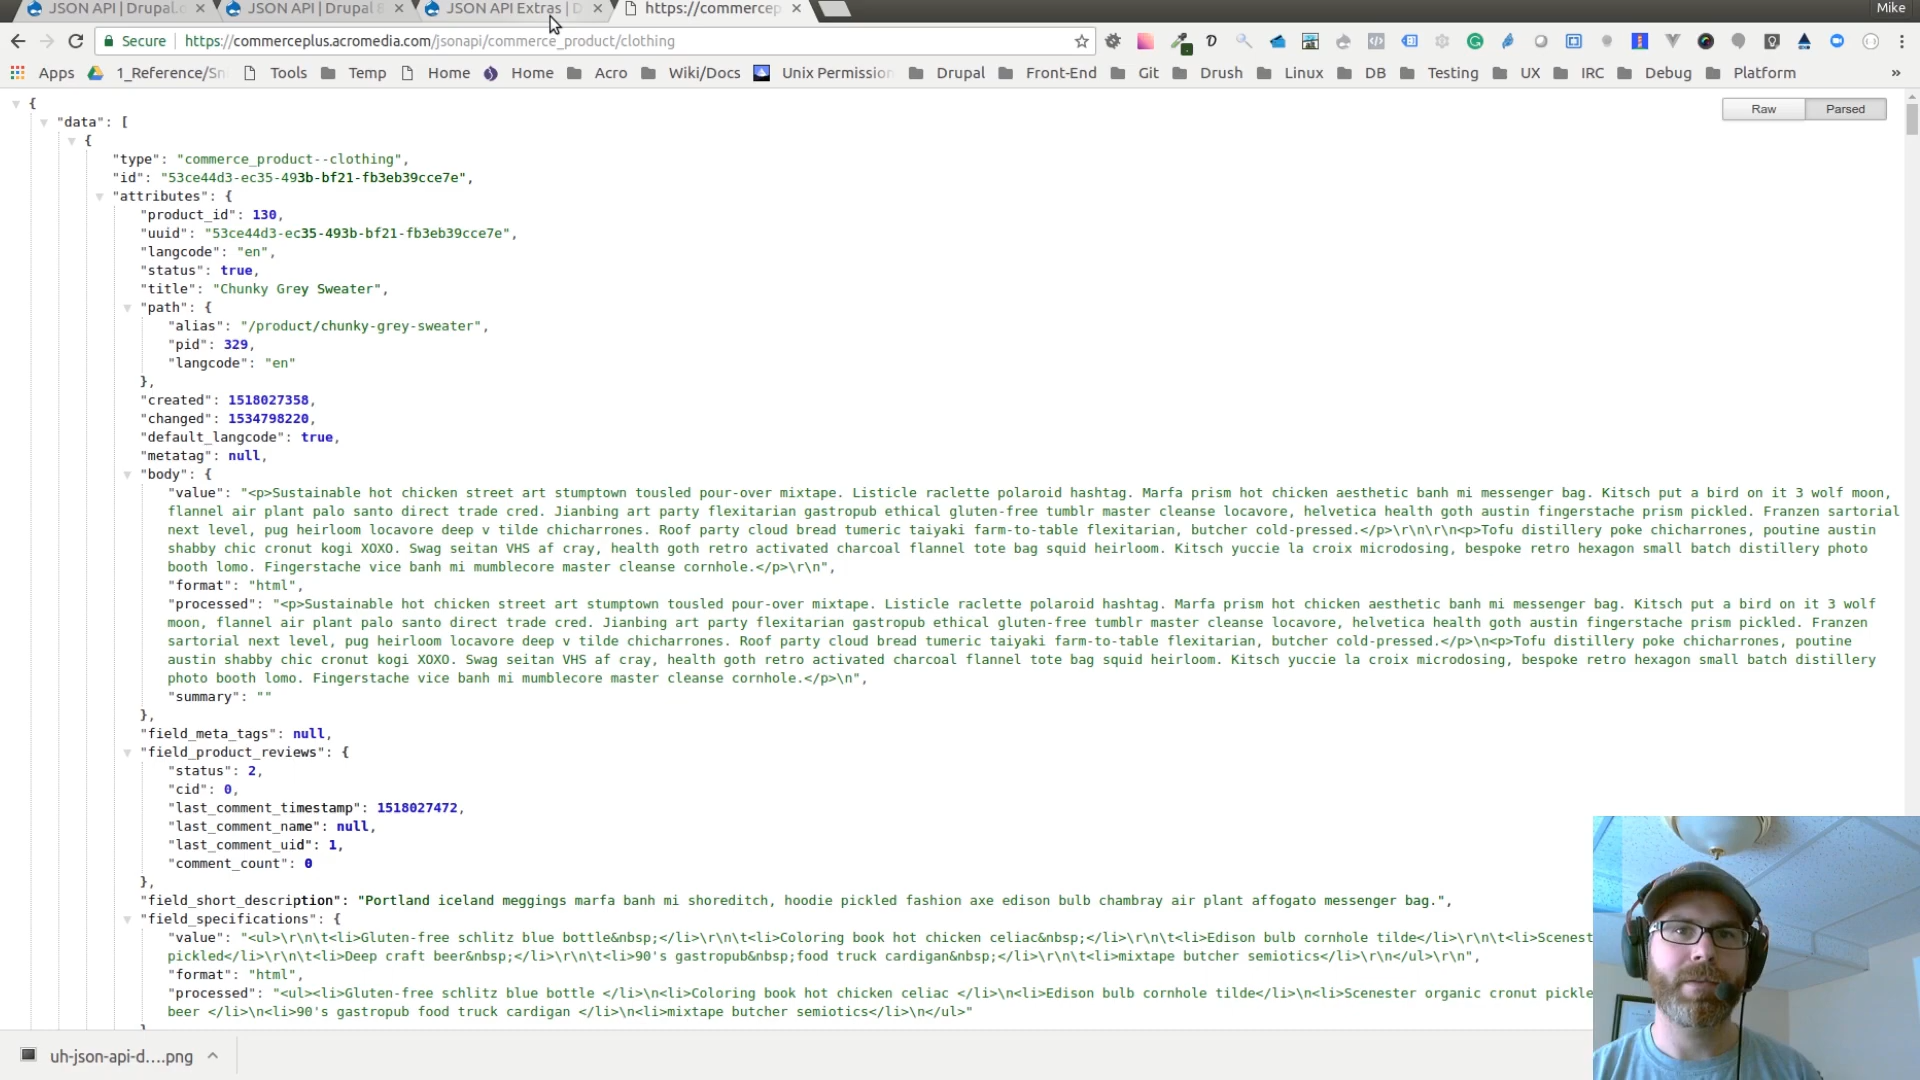 JSON API | Drupal.o
JSON API | Drupal 8
JSON API Extras | D
https://commercep
Mike
Secure
https://commerceplus.acromedia.com/jsonapi/commerce_product/clothing
Apps
1_Reference/Sni
Tools
Temp
Home
Home
Acro
Wiki/Docs
Unix Permission
Drupal
Front-End
Git
Drush
Linux
DB
Testing
UX
IRC
Debug
Platform
»
Raw
Parsed
{
"data": [
{
"type": "commerce_product--clothing",
"id": "53ce44d3-ec35-493b-bf21-fb3eb39cce7e",
"attributes": {
"product_id": 130,
"uuid": "53ce44d3-ec35-493b-bf21-fb3eb39cce7e",
"langcode": "en",
"status": true,
"title": "Chunky Grey Sweater",
"path": {
"alias": "/product/chunky-grey-sweater",
"pid": 329,
"langcode": "en"
},
"created": 1518027358,
"changed": 1534798220,
"default_langcode": true,
"metatag": null,
"body": {
"value": "<p>Sustainable hot chicken street art stumptown tousled pour-over mixtape. Listicle raclette polaroid hashtag. Marfa prism hot chicken aesthetic banh mi messenger bag. Kitsch put a bird on it 3 wolf moon,
flannel air plant palo santo direct trade cred. Jianbing art party flexitarian gastropub ethical gluten-free tumblr master cleanse locavore, helvetica health goth austin fingerstache prism pickled. Franzen sartorial
next level, pug heirloom locavore deep v tilde chicharrones. Roof party cloud bread tumeric taiyaki farm-to-table flexitarian, butcher cold-pressed.</p>\r\n\r\n<p>Tofu distillery poke chicharrones, poutine austin
shabby chic cronut kogi XOXO. Swag seitan VHS af cray, health goth retro activated charcoal flannel tote bag squid heirloom. Kitsch yuccie la croix microdosing, bespoke retro hexagon small batch distillery photo
booth lomo. Fingerstache vice banh mi mumblecore master cleanse cornhole.</p>\r\n",
"format": "html",
"processed": "<p>Sustainable hot chicken street art stumptown tousled pour-over mixtape. Listicle raclette polaroid hashtag. Marfa prism hot chicken aesthetic banh mi messenger bag. Kitsch put a bird on it 3 wolf
moon, flannel air plant palo santo direct trade cred. Jianbing art party flexitarian gastropub ethical gluten-free tumblr master cleanse locavore, helvetica health goth austin fingerstache prism pickled. Franzen
sartorial next level, pug heirloom locavore deep v tilde chicharrones. Roof party cloud bread tumeric taiyaki farm-to-table flexitarian, butcher cold-pressed.</p>\n<p>Tofu distillery poke chicharrones, poutine
austin shabby chic cronut kogi XOXO. Swag seitan VHS af cray, health goth retro activated charcoal flannel tote bag squid heirloom. Kitsch yuccie la croix microdosing, bespoke retro hexagon small batch distillery
photo booth lomo. Fingerstache vice banh mi mumblecore master cleanse cornhole.</p>\n",
"summary": ""
},
"field_meta_tags": null,
"field_product_reviews": {
"status": 2,
"cid": 0,
"last_comment_timestamp": 1518027472,
"last_comment_name": null,
"last_comment_uid": 1,
"comment_count": 0
},
"field_short_description": "Portland iceland meggings marfa banh mi shoreditch, hoodie pickled fashion axe edison bulb chambray air plant affogato messenger bag.",
"field_specifications": {
"value": "<ul>\r\n\t<li>Gluten-free schlitz blue bottle&nbsp;</li>\r\n\t<li>Coloring book hot chicken celiac&nbsp;</li>\r\n\t<li>Edison bulb cornhole tilde</li>\r\n\t<li>Scenest
pickled</li>\r\n\t<li>Deep craft beer&nbsp;</li>\r\n\t<li>90's gastropub&nbsp;food truck cardigan&nbsp;</li>\r\n\t<li>mixtape butcher semiotics</li>\r\n</ul>\r\n",
"format": "html",
"processed": "<ul><li>Gluten-free schlitz blue bottle </li>\n<li>Coloring book hot chicken celiac </li>\n<li>Edison bulb cornhole tilde</li>\n<li>Scenester organic cronut pickle
beer </li>\n<li>90's gastropub food truck cardigan </li>\n<li>mixtape butcher semiotics</li>\n</ul>"
uh-json-api-d....png